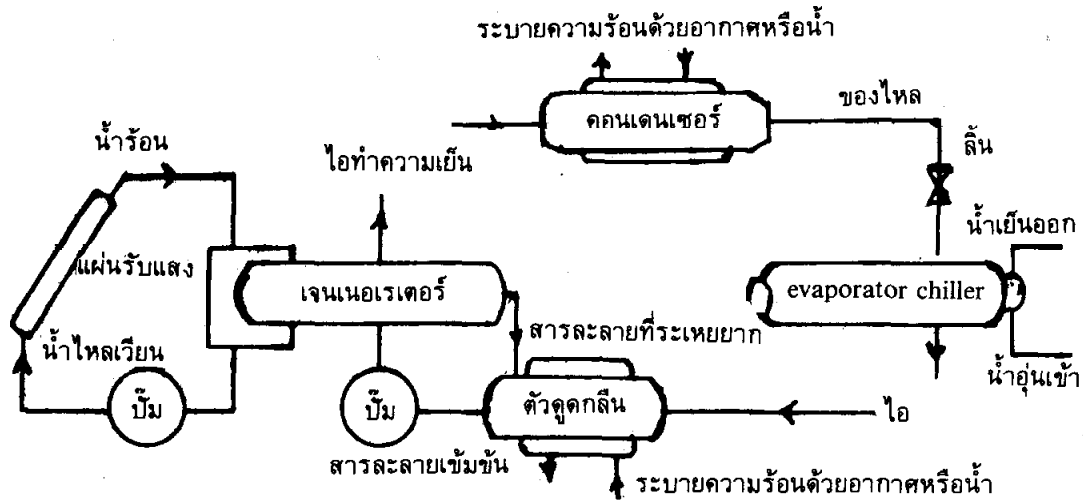 ระบายความร้อนด้วยอากาศหรือน้ำ
คอนเดนเซอร์
ของไหล
ลิ้น
น้ำร้อน
ไอทำความเย็น
น้ำเย็นออก
แผ่นรับแสง
เจนเนอเรเตอร์
evaporator chiller
สารละลายที่ระเหยยาก
น้ำไหลเวียน
น้ำอุ่นเข้า
ปั๊ม
ปั๊ม
ตัวดูดกลืน
ไอ
สารละลายเข้มข้น
ระบายความร้อนด้วยอากาศหรือน้ำ